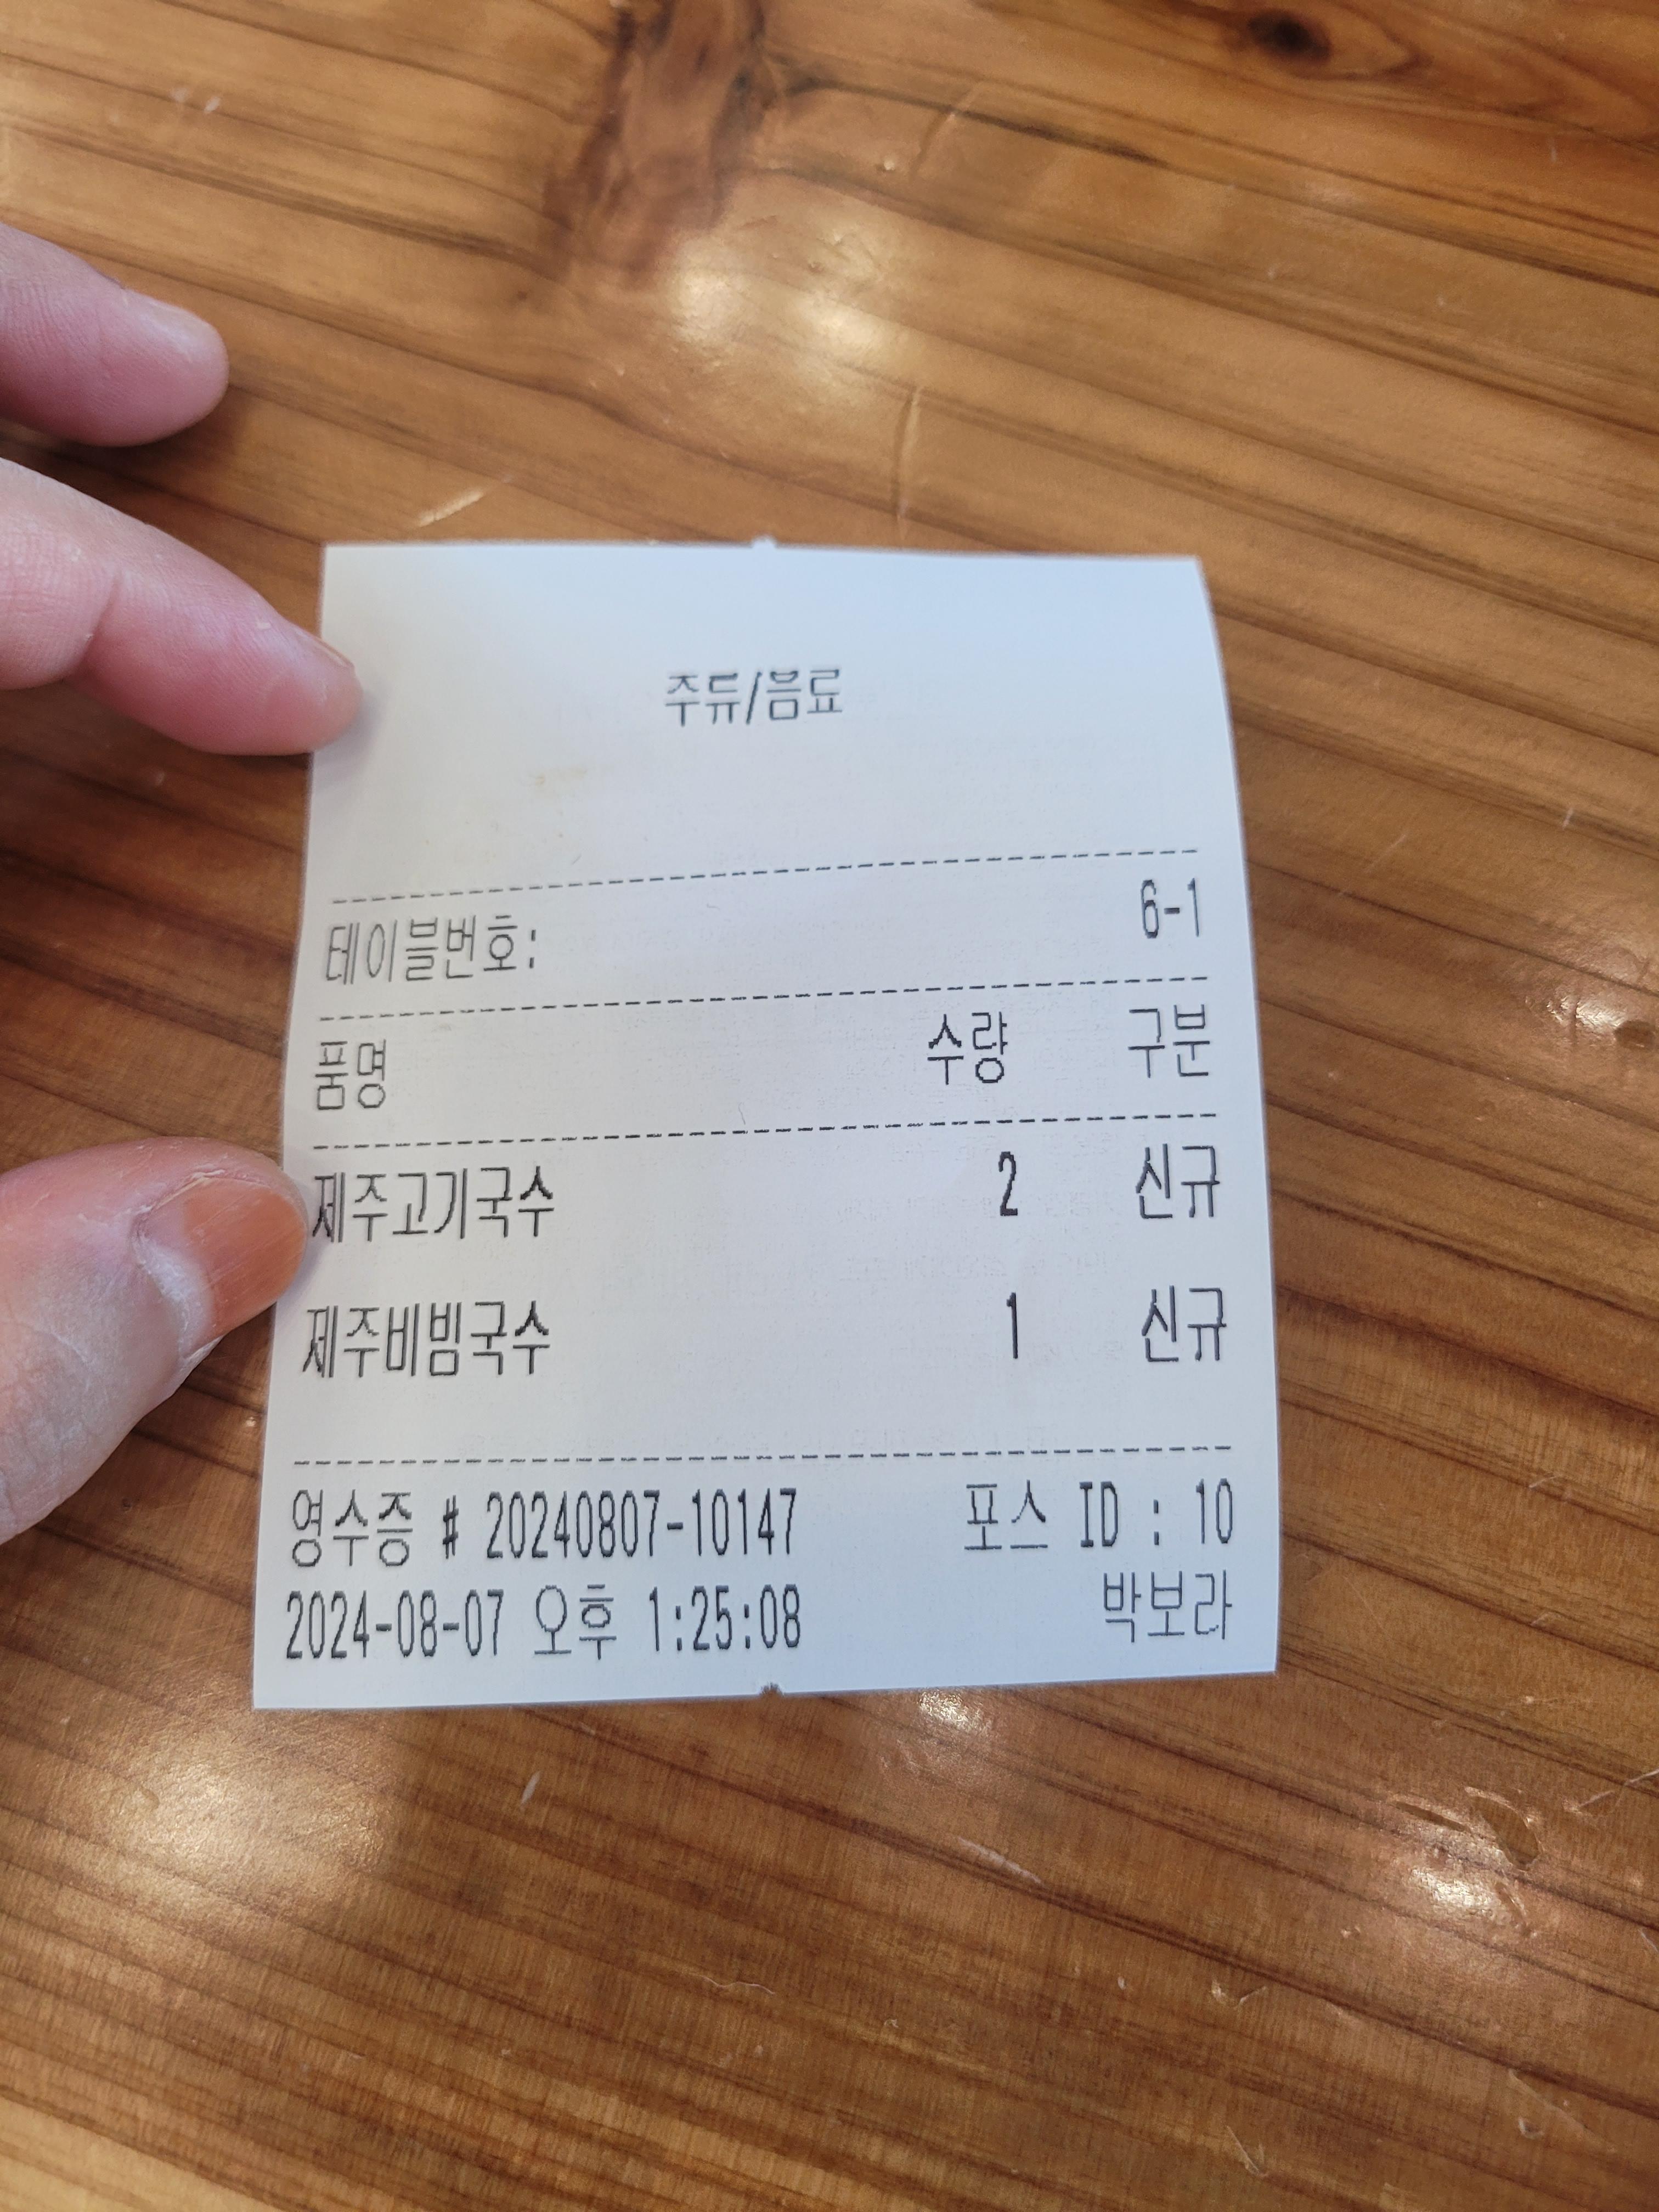 주듀/음료
테이블번호: 6-1
품명 수량 구분
제주고기국수 2 신규
제주비빔국수 1 신규
영수증 # 20240807-10147 포스 ID : 10
2024-08-07 오후 1:25:08 박보라